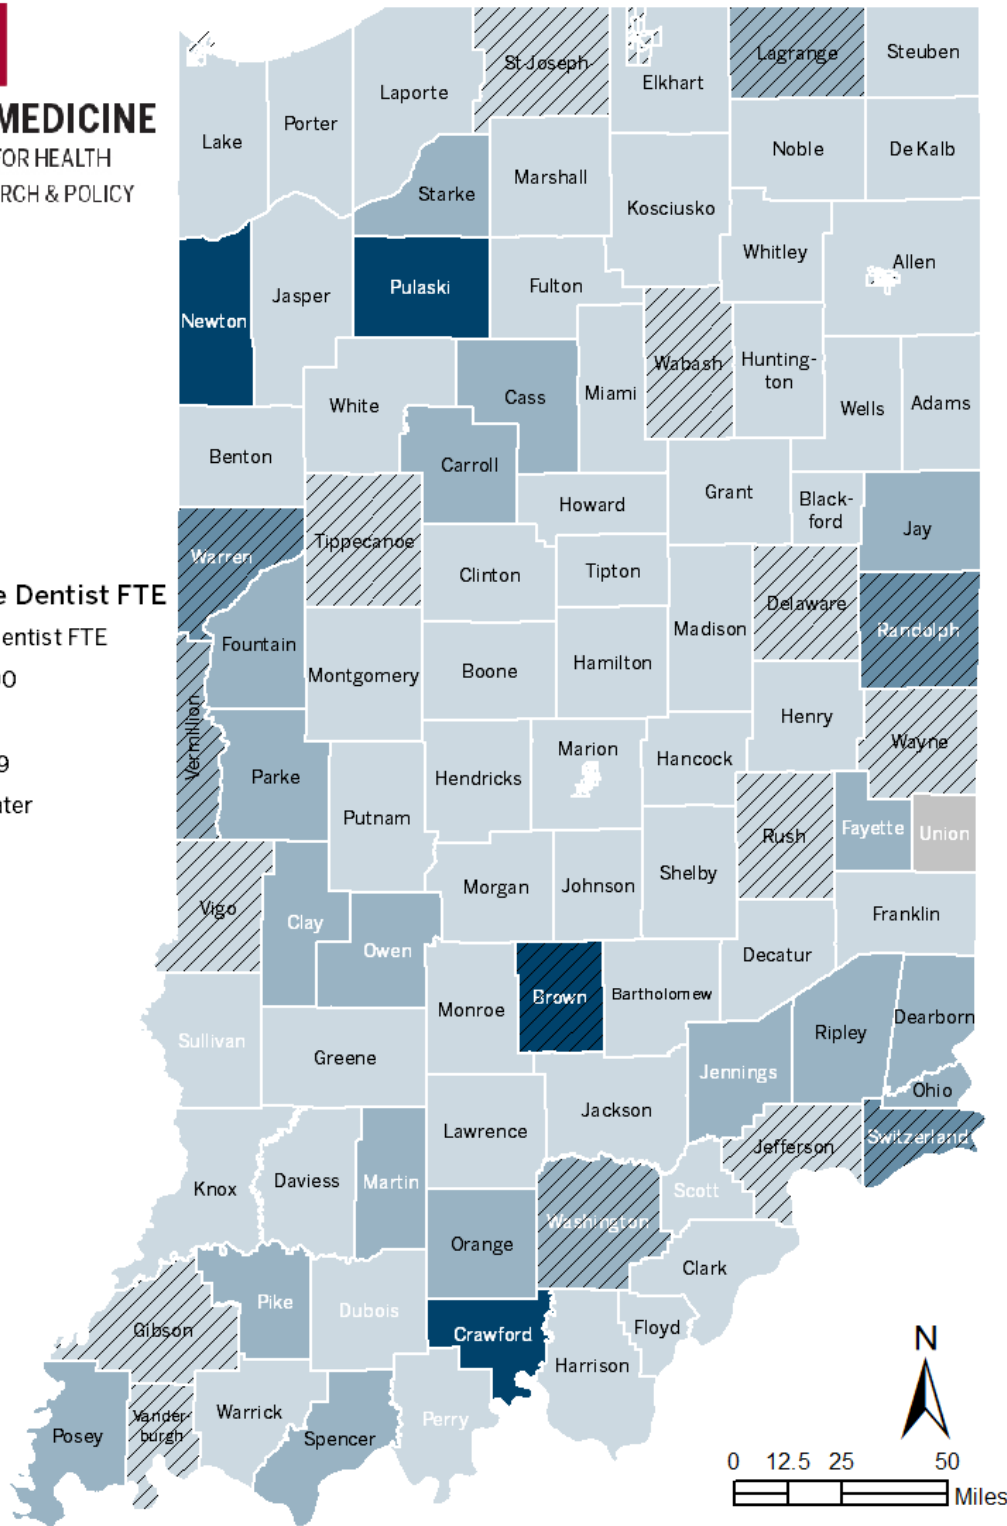 MEDICINE
FOR HEALTH
RCH & POLICY
e Dentist FTE
entist FTE
00
9
ater
St Joseph
Lagrange
Steuben
Elkhart
Laporte
Porter
Lake
Noble
De Kalb
Marshall
Starke
Kosciusko
Whitley
Allen
Pulaski
Fulton
Jasper
Newton
Wabash
Hunting-
ton
Miami
Cass
White
Wells
Adams
Benton
Carroll
Grant
Howard
Black-
ford
Jay
Tippecanoe
Warren
Clinton
Tipton
Delaware
Madison
Randolph
Fountain
Hamilton
Boone
Montgomery
Henry
Vermillion
Wayne
Marion
Hancock
Parke
Hendricks
Putnam
Rush
Fayette
Union
Shelby
Morgan
Johnson
Vigo
Clay
Franklin
Owen
Decatur
Brown
Bartholomew
Monroe
Dearborn
Ripley
Sullivan
Greene
Jennings
Ohio
Jackson
Lawrence
Switzerland
Jefferson
Daviess
Martin
Knox
Scott
Washington
Orange
Clark
Pike
Dubois
Gibson
Crawford
Floyd
Harrison
Warrick
Vander-
burgh
Perry
Posey
Spencer
N
0 12.5 25 50
Miles